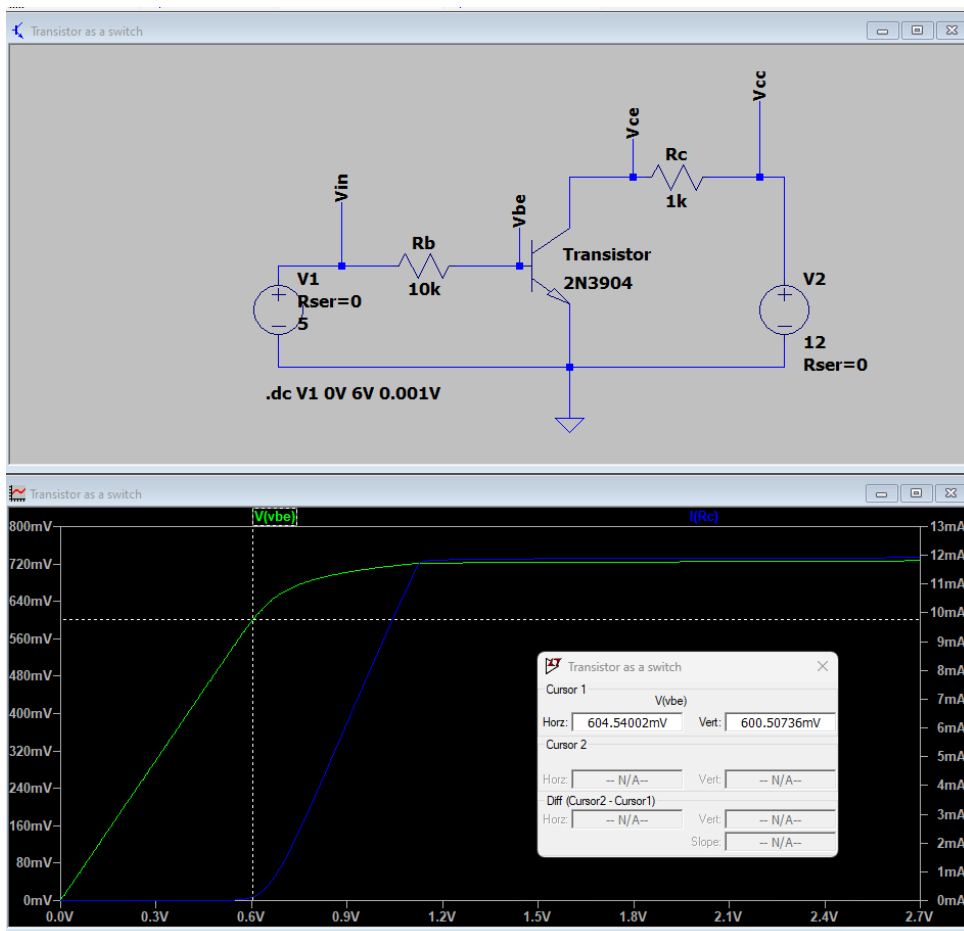 Transistor as a switch
Vcc
Vce
Rc
1k
Vin
Vbe
Rb
10k
Transistor
2N3904
V1
Rser=0
5
V2
12
Rser=0
.dc V1 0V 6V 0.001V
Transistor as a switch
V(vbe)
I(Rc)
800mV
720mV
640mV
560mV
480mV
400mV
320mV
240mV
160mV
80mV
0mV
13mA
12mA
11mA
10mA
9mA
8mA
7mA
6mA
5mA
4mA
3mA
2mA
1mA
0mA
0.0V 0.3V 0.6V 0.9V 1.2V 1.5V 1.8V 2.1V 2.4V 2.7V
Transistor as a switch
Cursor 1
V(vbe)
Horz: 604.54002mV Vert: 600.50736mV
Cursor 2
Horz: -- N/A-- Vert: -- N/A--
Diff (Cursor2 - Cursor1)
Horz: -- N/A-- Vert: -- N/A--
Slope: -- N/A--